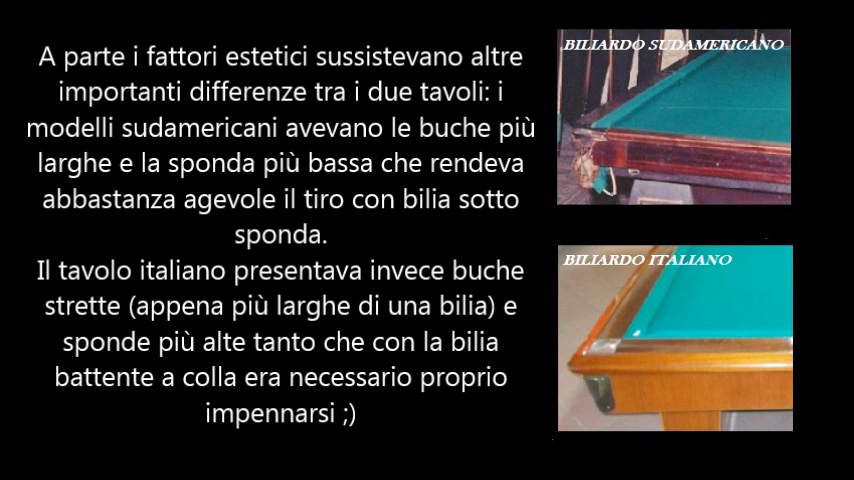 A parte i fattori estetici sussistevano altre
importanti differenze tra i due tavoli: i
modelli sudamericani avevano le buche più
larghe e la sponda più bassa che rendeva
abbastanza agevole il tiro con bilia sotto
sponda.
Il tavolo italiano presentava invece buche
strette (appena più larghe di una bilia) e
sponde più alte tanto che con la bilia
battente a colla era necessario proprio
impennarsi ;)
BILIARDO SUDAMERICANO
BILIARDO ITALIANO